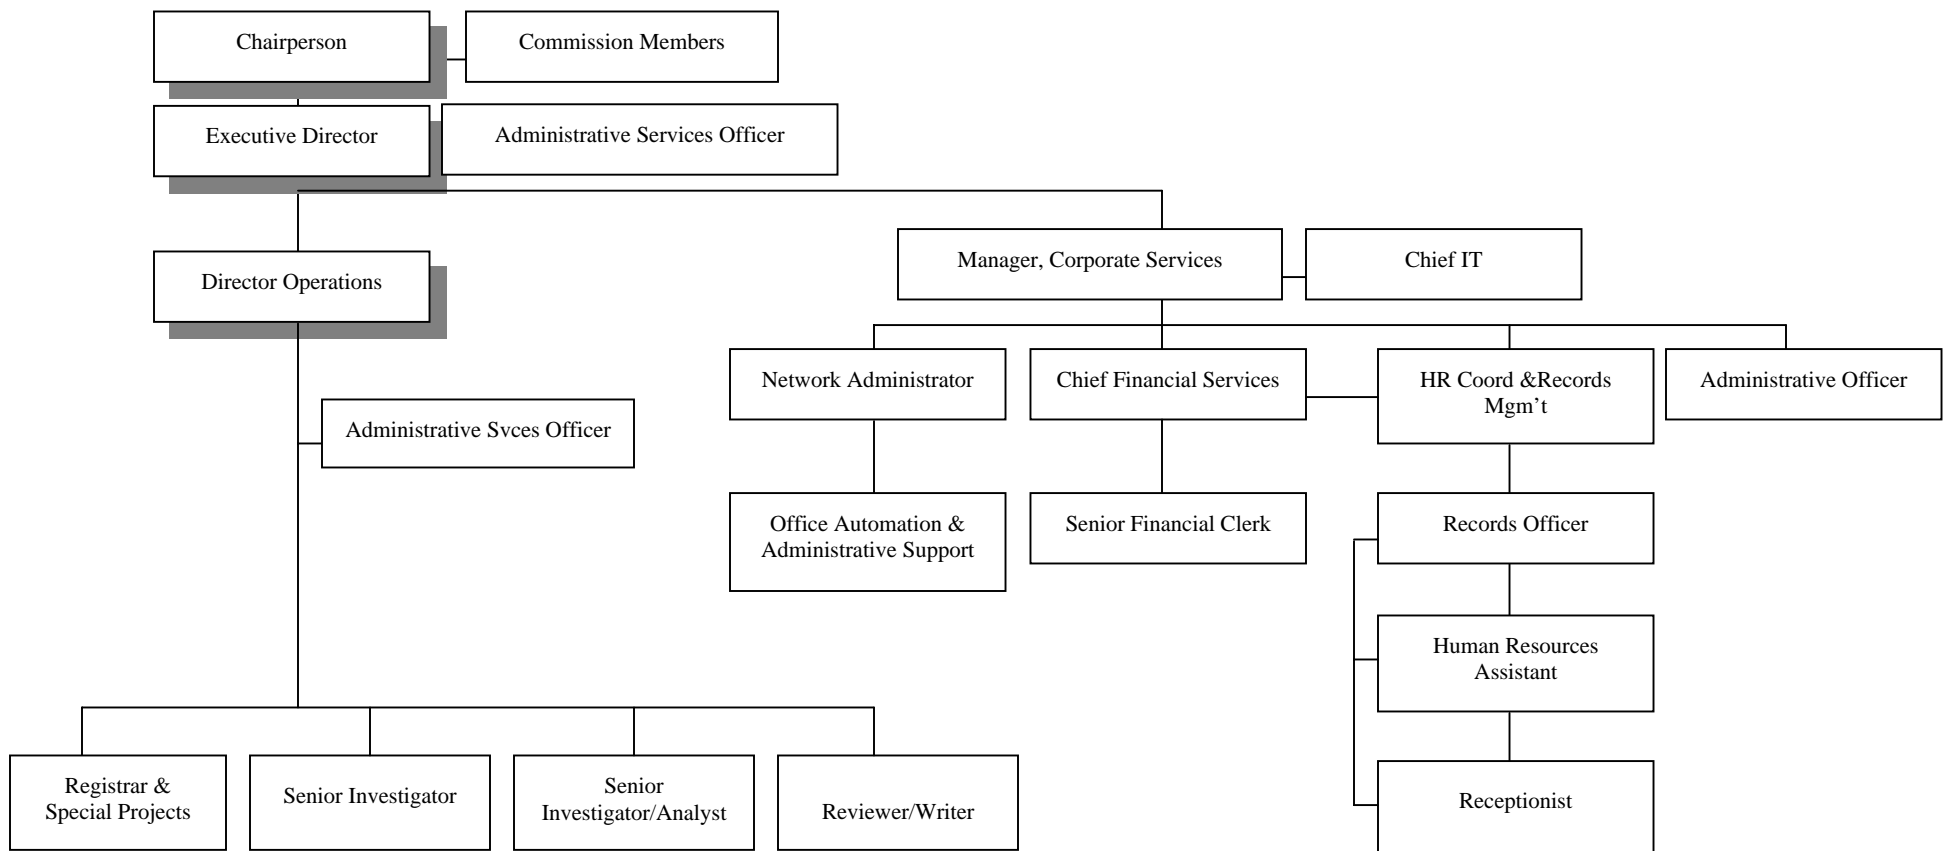 Chairperson
Commission Members
Executive Director
Administrative Services Officer
Director Operations
Manager, Corporate Services
Chief IT
Network Administrator
Chief Financial Services
HR Coord &Records
Mgm’t
Administrative Officer
Administrative Svces Officer
Office Automation &
Administrative Support
Senior Financial Clerk
Records Officer
Human Resources
Assistant
Registrar &
Special Projects
Senior Investigator
Senior
Investigator/Analyst
Reviewer/Writer
Receptionist